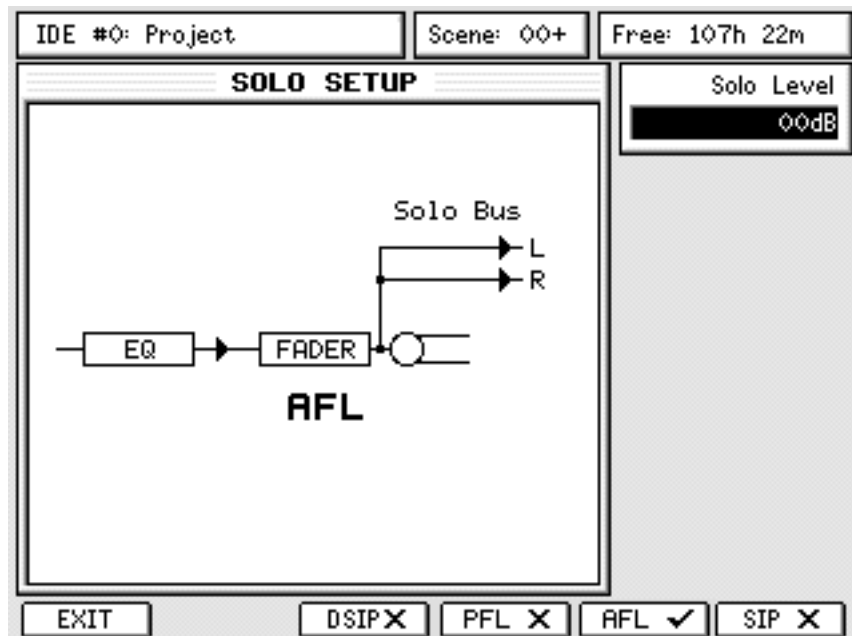 IDE #0: Project
Scene: 00+
Free: 107h 22m
SOLO SETUP
Solo Level
00dB
Solo Bus
L
R
EQ
FADER
AFL
EXIT
DSIP X
PFL X
AFL ✓
SIP X